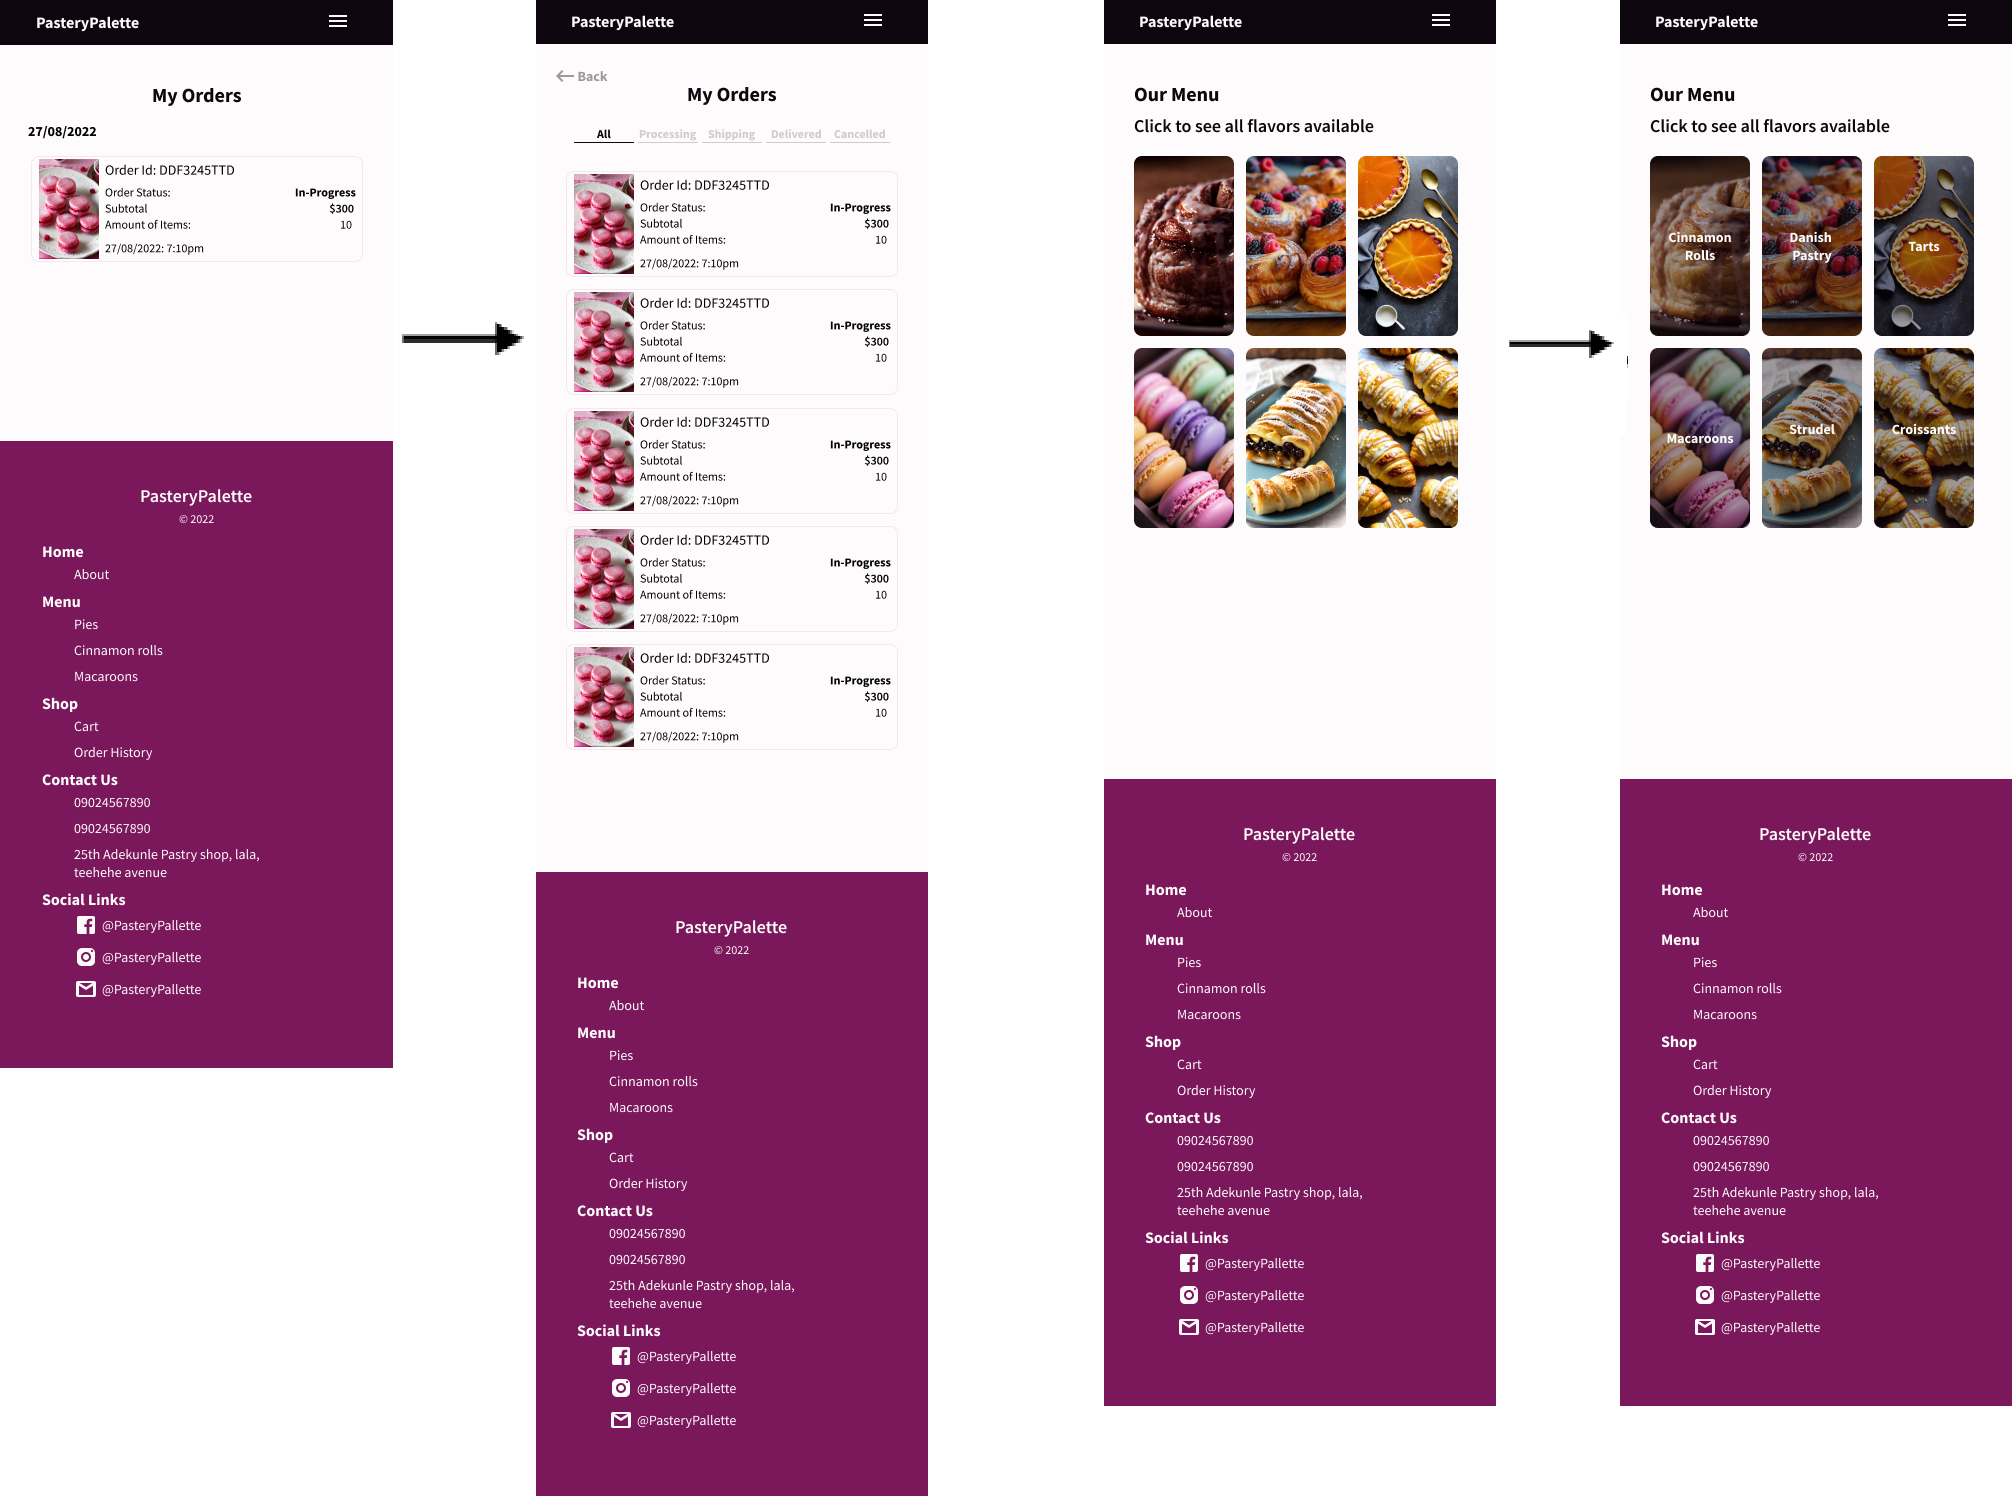 PasteryPalette
My Orders
27/08/2022
Order Id: DDF3245TTD
Order Status: In-Progress
Subtotal $300
Amount of Items: 10
27/08/2022: 7:10pm
PasteryPalette
© 2022
Home
About
Menu
Pies
Cinnamon rolls
Macaroons
Shop
Cart
Order History
Contact Us
09024567890
09024567890
25th Adekunle Pastry shop, lala,
teehehe avenue
Social Links
@PasteryPallette
@PasteryPallette
@PasteryPallette
PasteryPalette
Back
My Orders
All Processing Shipping Delivered Cancelled
Order Id: DDF3245TTD
Order Status: In-Progress
Subtotal $300
Amount of Items: 10
27/08/2022: 7:10pm
Order Id: DDF3245TTD
Order Status: In-Progress
Subtotal $300
Amount of Items: 10
27/08/2022: 7:10pm
Order Id: DDF3245TTD
Order Status: In-Progress
Subtotal $300
Amount of Items: 10
27/08/2022: 7:10pm
Order Id: DDF3245TTD
Order Status: In-Progress
Subtotal $300
Amount of Items: 10
27/08/2022: 7:10pm
Order Id: DDF3245TTD
Order Status: In-Progress
Subtotal $300
Amount of Items: 10
27/08/2022: 7:10pm
PasteryPalette
© 2022
Home
About
Menu
Pies
Cinnamon rolls
Macaroons
Shop
Cart
Order History
Contact Us
09024567890
09024567890
25th Adekunle Pastry shop, lala,
teehehe avenue
Social Links
@PasteryPallette
@PasteryPallette
@PasteryPallette
PasteryPalette
Our Menu
Click to see all flavors available
PasteryPalette
© 2022
Home
About
Menu
Pies
Cinnamon rolls
Macaroons
Shop
Cart
Order History
Contact Us
09024567890
09024567890
25th Adekunle Pastry shop, lala,
teehehe avenue
Social Links
@PasteryPallette
@PasteryPallette
@PasteryPallette
PasteryPalette
Our Menu
Click to see all flavors available
Cinnamon
Rolls
Danish
Pastry
Tarts
Macaroons
Strudel
Croissants
PasteryPalette
© 2022
Home
About
Menu
Pies
Cinnamon rolls
Macaroons
Shop
Cart
Order History
Contact Us
09024567890
09024567890
25th Adekunle Pastry shop, lala,
teehehe avenue
Social Links
@PasteryPallette
@PasteryPallette
@PasteryPallette